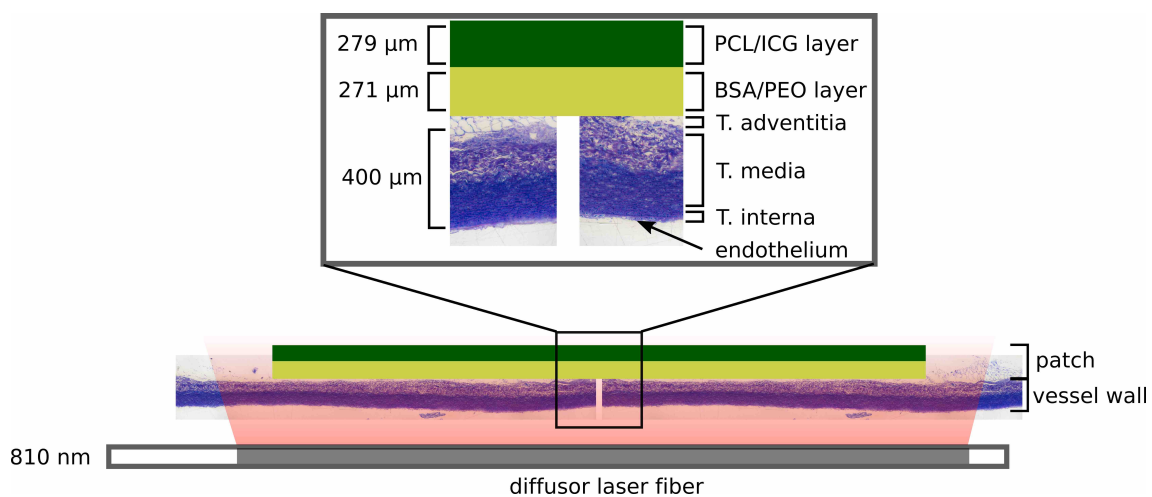 279 µm
PCL/ICG layer
271 µm
BSA/PEO layer
T. adventitia
400 µm
T. media
T. interna
endothelium
patch
vessel wall
810 nm
diffusor laser fiber